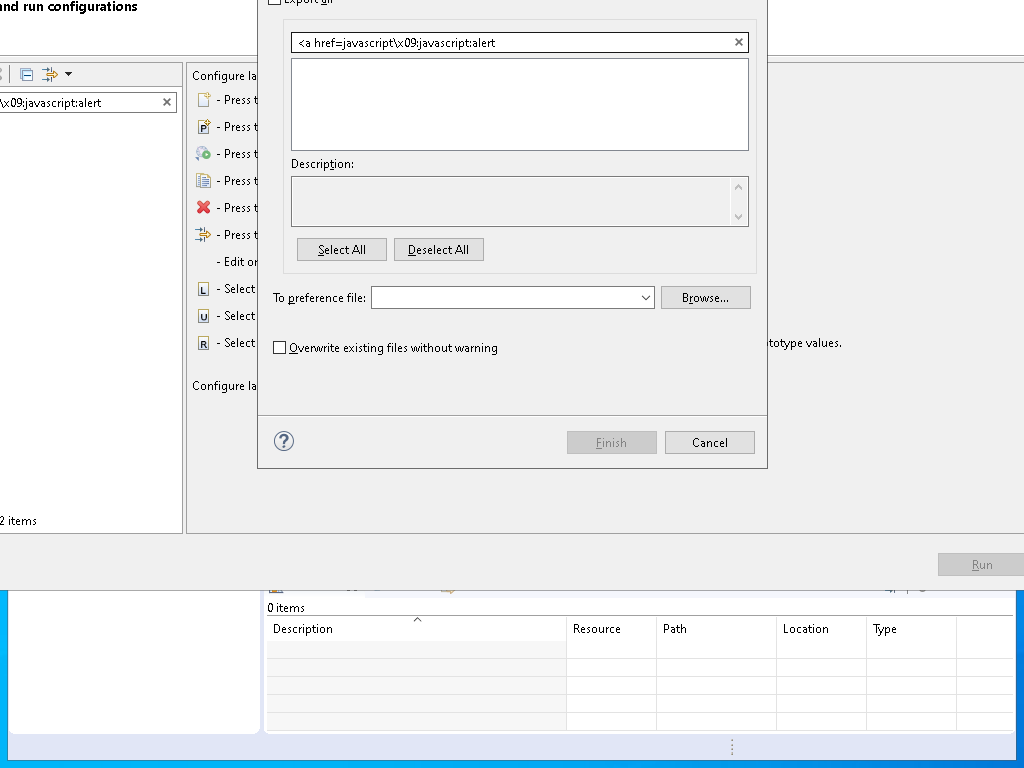 and run configurations
Export all
<a href=javascript\x09:javascript:alert
\x09:javascript:alert
Configure la
- Press t
- Press t
- Press t
- Press t
- Press t
- Press t
- Edit or
- Select
- Select
- Select
totype values.
Configure la
Description:
Select All
Deselect All
To preference file:
Browse...
Overwrite existing files without warning
Finish
Cancel
2 items
Run
0 items
Description
Resource
Path
Location
Type